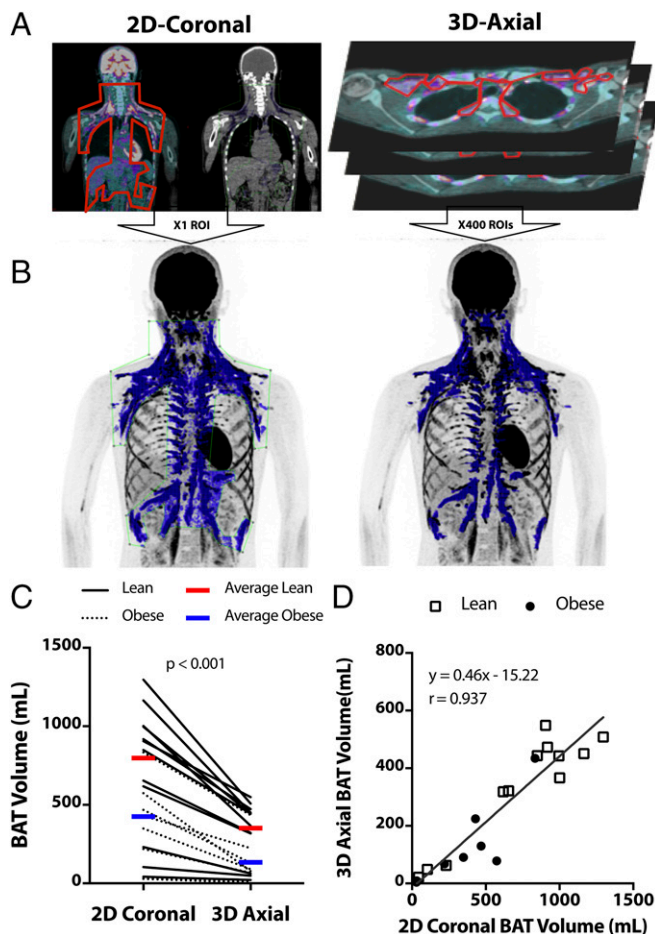 A
2D-Coronal
3D-Axial
X1 ROI
X400 ROIs
B
C
Lean
Average Lean
Obese
Average Obese
1500
1000
500
0
BAT Volume (mL)
p < 0.001
2D Coronal
3D Axial
D
Lean
Obese
800
600
400
200
0
3D Axial BAT Volume(mL)
y = 0.46x - 15.22
r = 0.937
0
500
1000
1500
2D Coronal BAT Volume (mL)